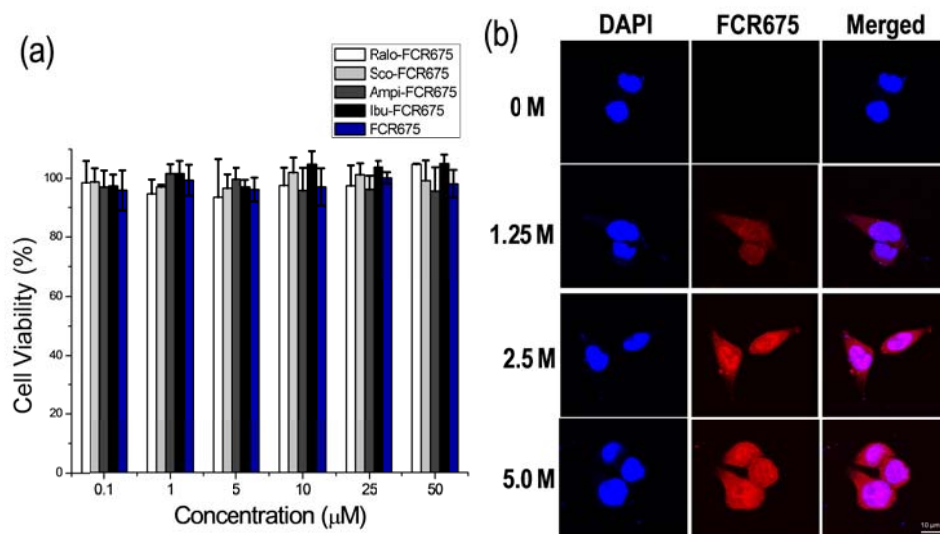 (a)
Ralo-FCR675
Sco-FCR675
Ampi-FCR675
Ibu-FCR675
FCR675
Cell Viability (%)
100
80
60
40
20
0
0.1 1 5 10 25 50
Concentration (μM)
(b)
DAPI FCR675 Merged
0 M
1.25 M
2.5 M
5.0 M
10 μm